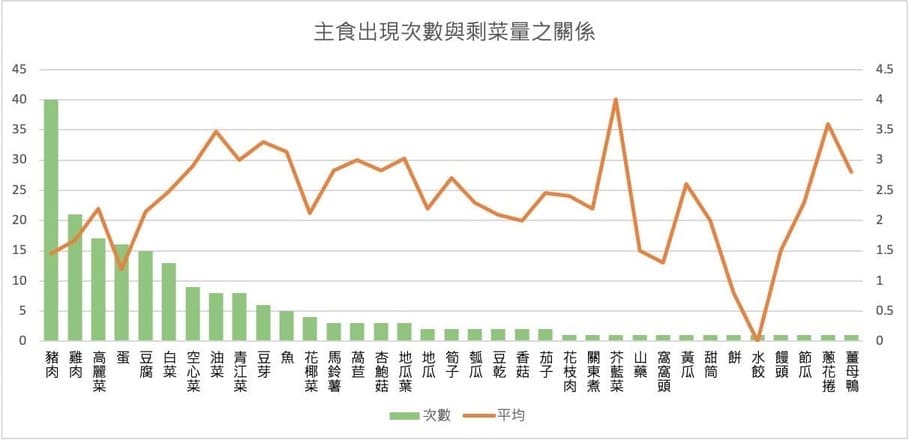 主食出現次數與剩菜量之關係
45
40
35
30
25
20
15
10
5
0
4.5
4
3.5
3
2.5
2
1.5
1
0.5
0
豬肉
雞肉
高麗菜
蛋
豆腐
白菜
空心菜
油菜
青江菜
豆芽
魚
花椰菜
馬鈴薯
萵苣
杏鮑菇
地瓜葉
地瓜
筍子
瓠瓜
豆乾
香菇
茄子
花枝肉
關東煮
芥藍菜
山藥
窩窩頭
黃瓜
甜筒
餅
水餃
饅頭
節瓜
蔥花捲
薑母鴨
次數
平均